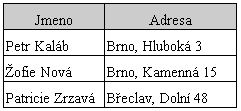 Jmeno Adresa
Petr Kaláb Brno, Hluboká 3
Žofie Nová Brno, Kamenná 15
Patricie Zrzavá Břeclav, Dolní 48